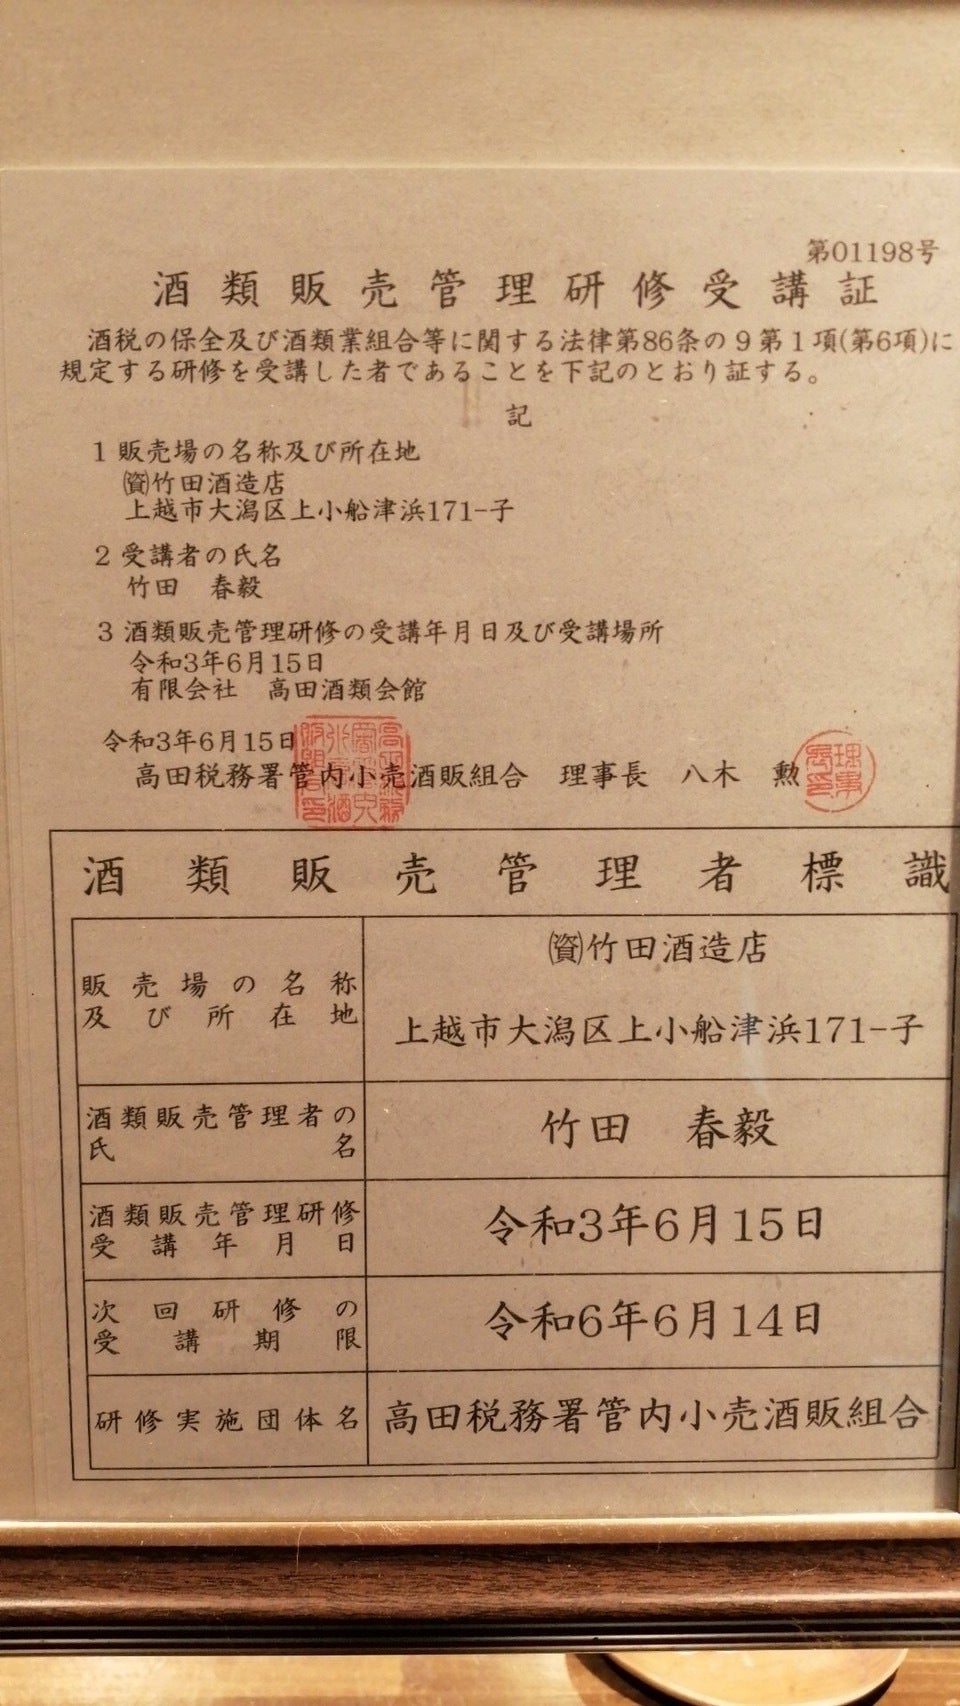 第01198号
酒類販売管理研修受講証
酒税の保全及び酒類業組合等に関する法律第86条の9第1項(第6項)に
規定する研修を受講した者であることを下記のとおり証する。
記
1 販売場の名称及び所在地
㈾竹田酒造店
上越市大潟区上小船津浜171-子
2 受講者の氏名
竹田 春毅
3 酒類販売管理研修の受講年月日及び受講場所
令和3年6月15日
有限会社 高田酒類会館
令和3年6月15日
高田税務署管内小売酒販組合 理事長 八木 勲
酒類販売管理者標識
販売場の名称
及び所在地
㈾竹田酒造店
上越市大潟区上小船津浜171-子
酒類販売管理者の
氏名
竹田 春毅
酒類販売管理研修
受講年月日
令和3年6月15日
次回研修の
受講期限
令和6年6月14日
研修実施団体名
高田税務署管内小売酒販組合